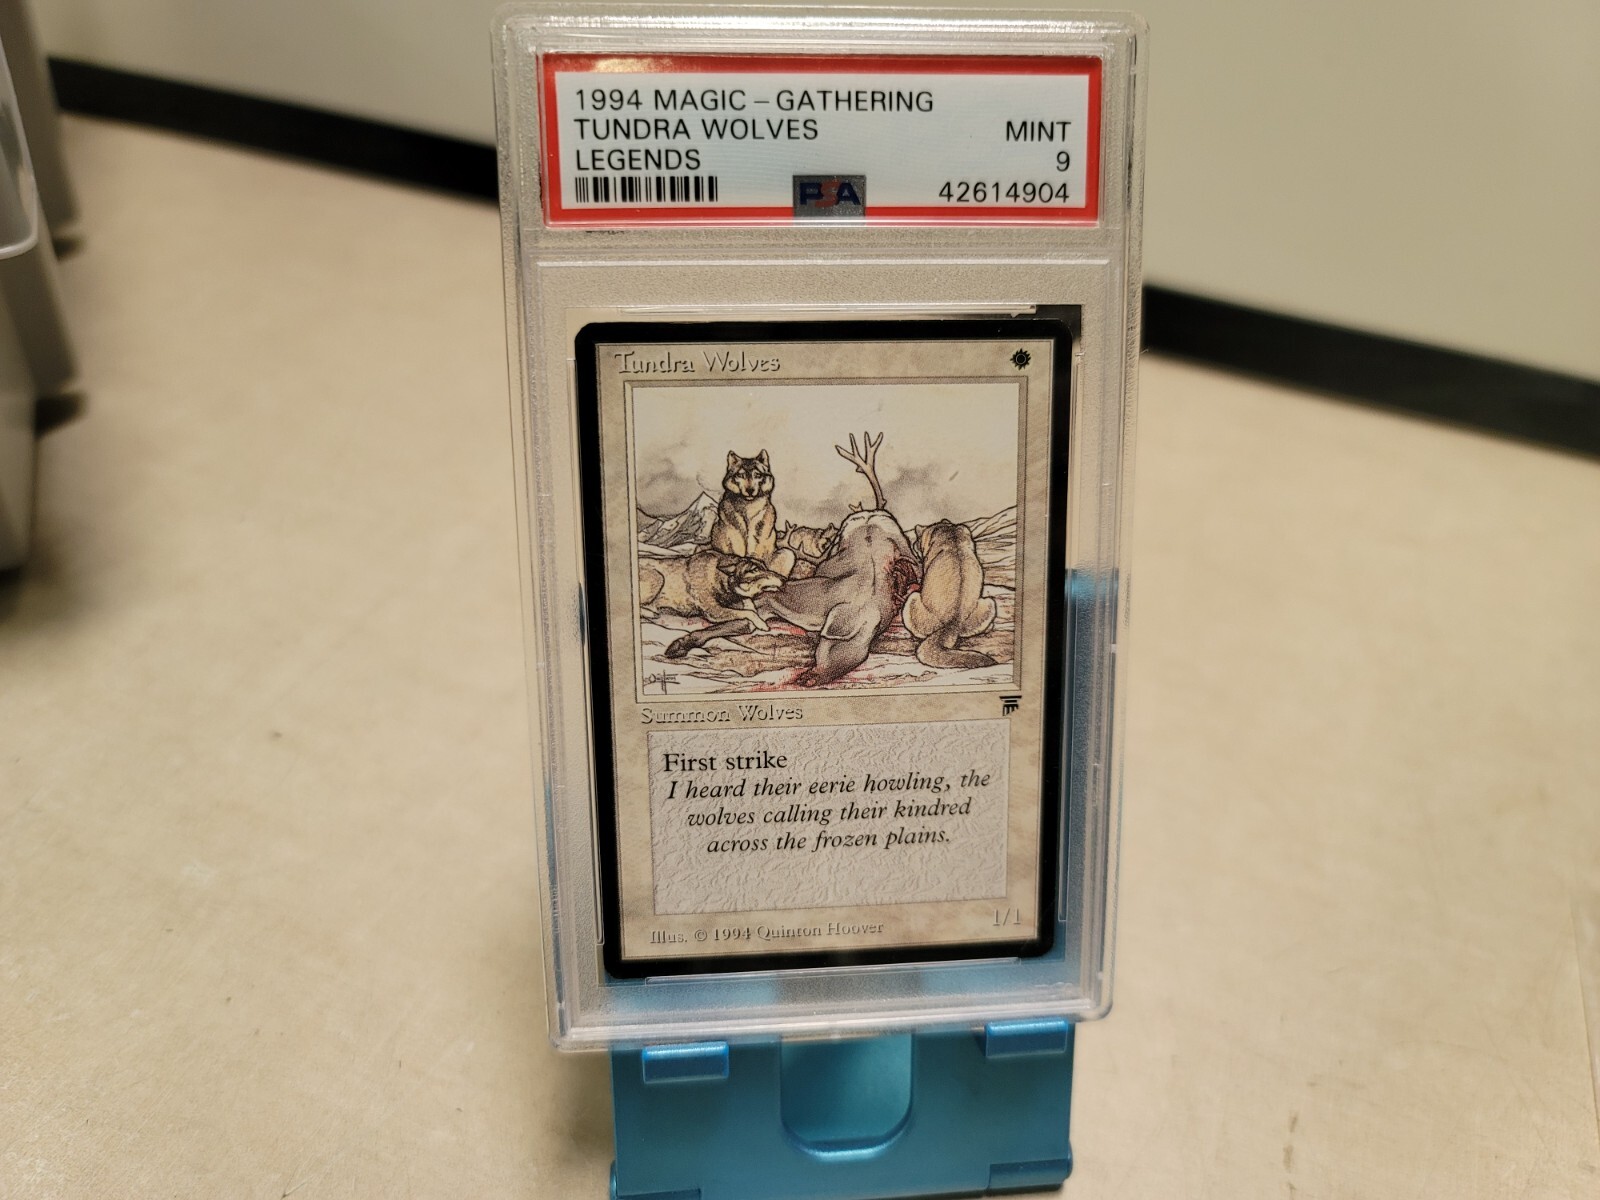 1994 MAGIC – GATHERING
TUNDRA WOLVES MINT
LEGENDS 9
PSA 42614904
Tundra Wolves
Summon Wolves
First strike
I heard their eerie howling, the
wolves calling their kindred
across the frozen plains.
1/1
Illus. © 1994 Quinton Hoover